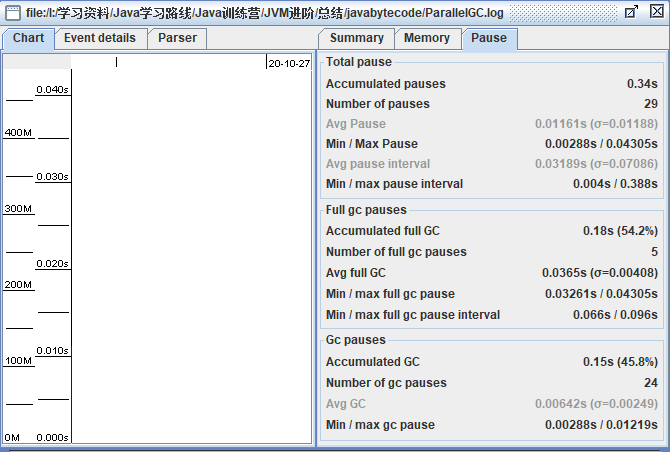 file:/I:/学习资料/Java学习路线/Java训练营/JVM进阶/总结/javabytecode/ParallelGC.log
Chart Event details Parser
Summary Memory Pause
20-10-27
0.040s
400M
0.030s
300M
0.020s
200M
0.010s
100M
0M 0.000s
Total pause
Accumulated pauses 0.34s
Number of pauses 29
Avg Pause 0.01161s (σ=0.01188)
Min / Max Pause 0.00288s / 0.04305s
Avg pause interval 0.03189s (σ=0.07086)
Min / max pause interval 0.004s / 0.388s
Full gc pauses
Accumulated full GC 0.18s (54.2%)
Number of full gc pauses 5
Avg full GC 0.0365s (σ=0.00408)
Min / max full gc pause 0.03261s / 0.04305s
Min / max full gc pause interval 0.066s / 0.096s
Gc pauses
Accumulated GC 0.15s (45.8%)
Number of gc pauses 24
Avg GC 0.00642s (σ=0.00249)
Min / max gc pause 0.00288s / 0.01219s